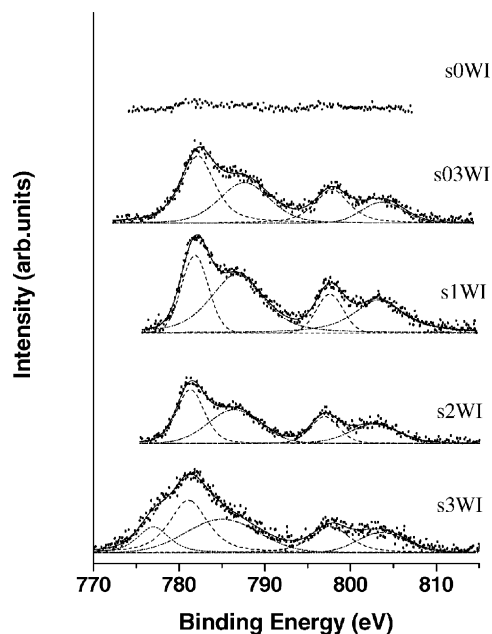 s0WI
s03WI
s1WI
s2WI
s3WI
Intensity (arb.units)
770 780 790 800 810
Binding Energy (eV)